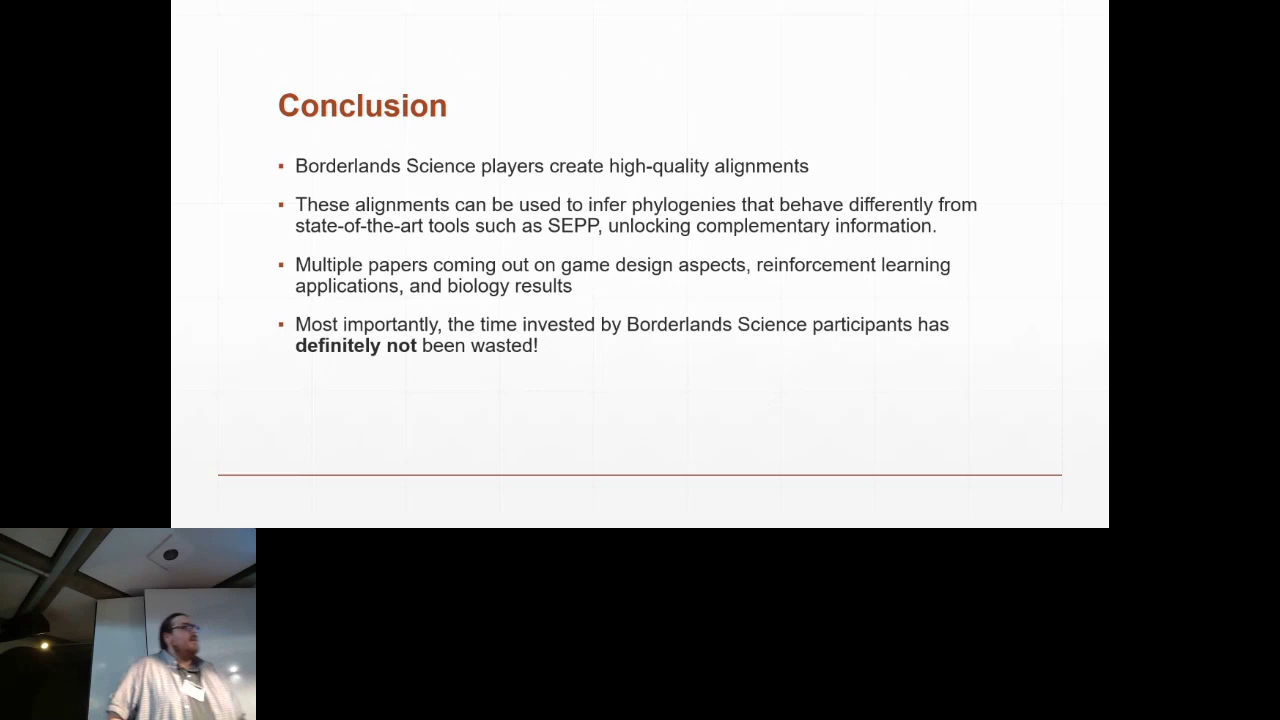 Conclusion
▪ Borderlands Science players create high-quality alignments
▪ These alignments can be used to infer phylogenies that behave differently from
state-of-the-art tools such as SEPP, unlocking complementary information.
▪ Multiple papers coming out on game design aspects, reinforcement learning
applications, and biology results
▪ Most importantly, the time invested by Borderlands Science participants has
definitely not been wasted!